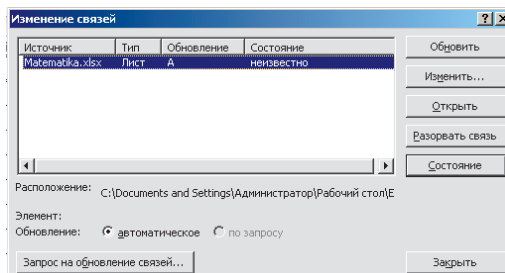 Изменение связей
Источник Тип Обновление Состояние
Matematika.xlsx Лист A неизвестно
Обновить
Изменить...
Открыть
Разорвать связь
Состояние
Расположение: C:\Documents and Settings\Администратор\Рабочий стол\E
Элемент:
Обновление: автоматическое по запросу
Запрос на обновление связей...
Закрыть